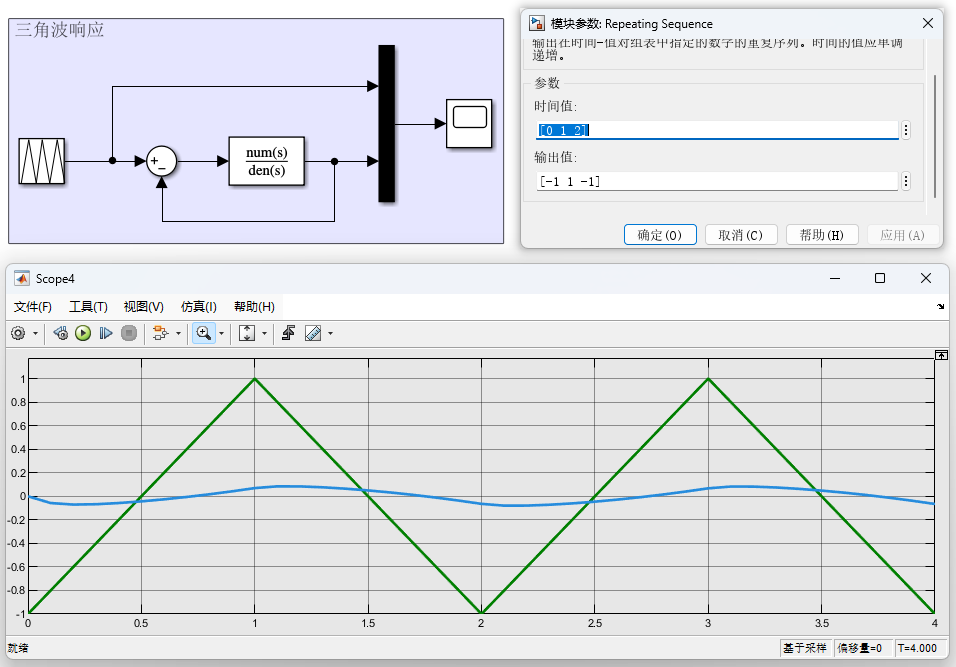 三角波响应
+
−
num(s)
den(s)
模块参数: Repeating Sequence
输出在时间-值对组表中指定的数字的重复序列。时间的值应单调
递增。
参数
时间值:
[0 1 2]
输出值:
[-1 1 -1]
确定(O) 取消(C) 帮助(H) 应用(A)
Scope4
文件(F) 工具(T) 视图(V) 仿真(I) 帮助(H)
1
0.8
0.6
0.4
0.2
0
-0.2
-0.4
-0.6
-0.8
-1
0 0.5 1 1.5 2 2.5 3 3.5 4
就绪 基于采样 偏移量=0 T=4.000